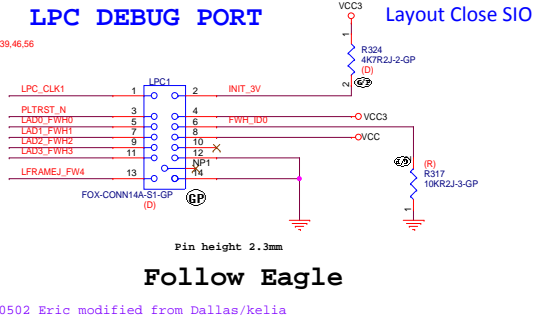 LPC DEBUG PORT
VCC3
Layout Close SIO
39,46,56
1
R324
4K7R2J-2-GP
(D)
2
LPC1
LPC_CLK1 1 2 INIT_3V
PLTRST_N 3 4 VCC3
LAD0_FWH0 5 6 FWH_ID0
LAD1_FWH1 7 8 VCC
LAD2_FWH2 9 10
LAD3_FWH3 11 12
NP1
LFRAMEJ_FW4 13 14
FOX-CONN14A-S1-GP
(D)
GP
2
(R)
R317
10KR2J-3-GP
1
Pin height 2.3mm
Follow Eagle
0502 Eric modified from Dallas/kelia